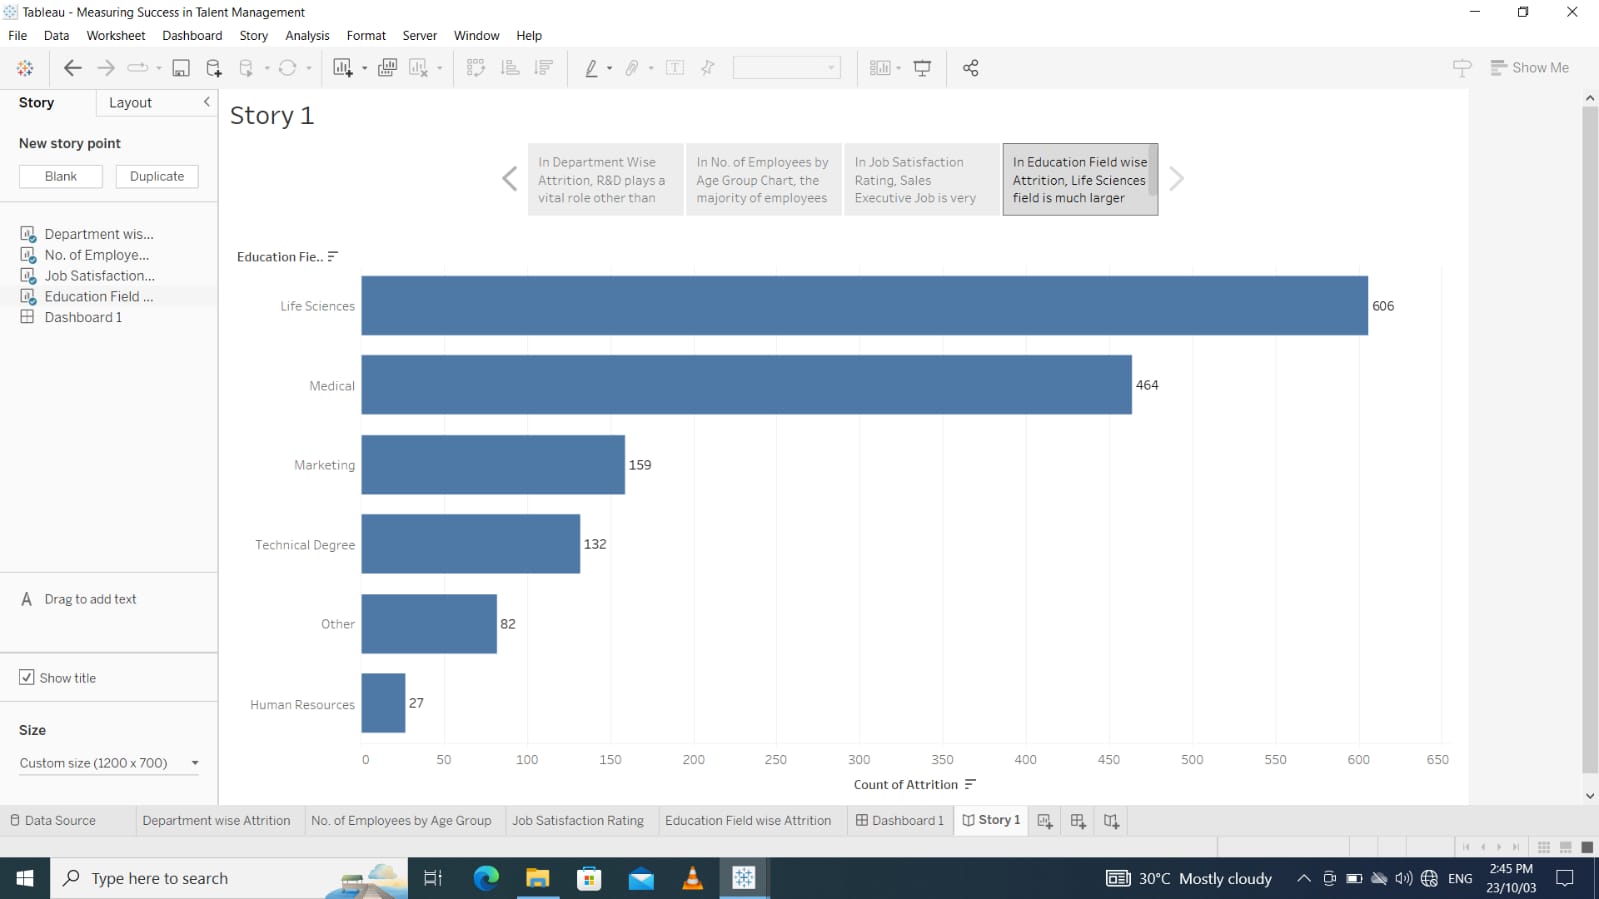 Tableau - Measuring Success in Talent Management
File Data Worksheet Dashboard Story Analysis Format Server Window Help
Show Me
Story Layout
New story point
Blank Duplicate
Department wis...
No. of Employe...
Job Satisfaction...
Education Field ...
Dashboard 1
A Drag to add text
Show title
Size
Custom size (1200 x 700)
Story 1
In Department Wise
Attrition, R&D plays a
vital role other than
In No. of Employees by
Age Group Chart, the
majority of employees
In Job Satisfaction
Rating, Sales
Executive Job is very
In Education Field wise
Attrition, Life Sciences
field is much larger
Education Fie..
Life Sciences 606
Medical 464
Marketing 159
Technical Degree 132
Other 82
Human Resources 27
0 50 100 150 200 250 300 350 400 450 500 550 600 650
Count of Attrition
Data Source Department wise Attrition No. of Employees by Age Group Job Satisfaction Rating Education Field wise Attrition Dashboard 1 Story 1
Type here to search
30°C Mostly cloudy
ENG
2:45 PM
23/10/03